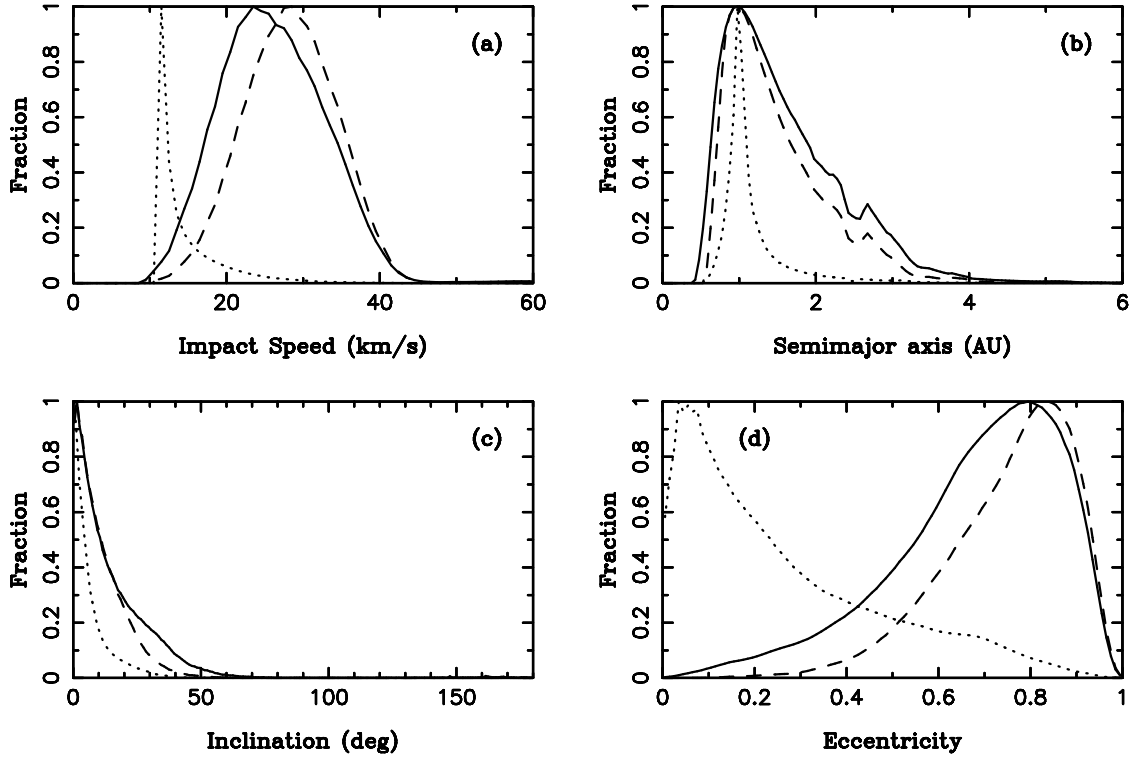 (a)
Fraction
0 0.2 0.4 0.6 0.8 1
0 20 40 60
Impact Speed (km/s)
(b)
Fraction
0 0.2 0.4 0.6 0.8 1
0 2 4 6
Semimajor axis (AU)
(c)
Fraction
0 0.2 0.4 0.6 0.8 1
0 50 100 150
Inclination (deg)
(d)
Fraction
0 0.2 0.4 0.6 0.8 1
0 0.2 0.4 0.6 0.8 1
Eccentricity